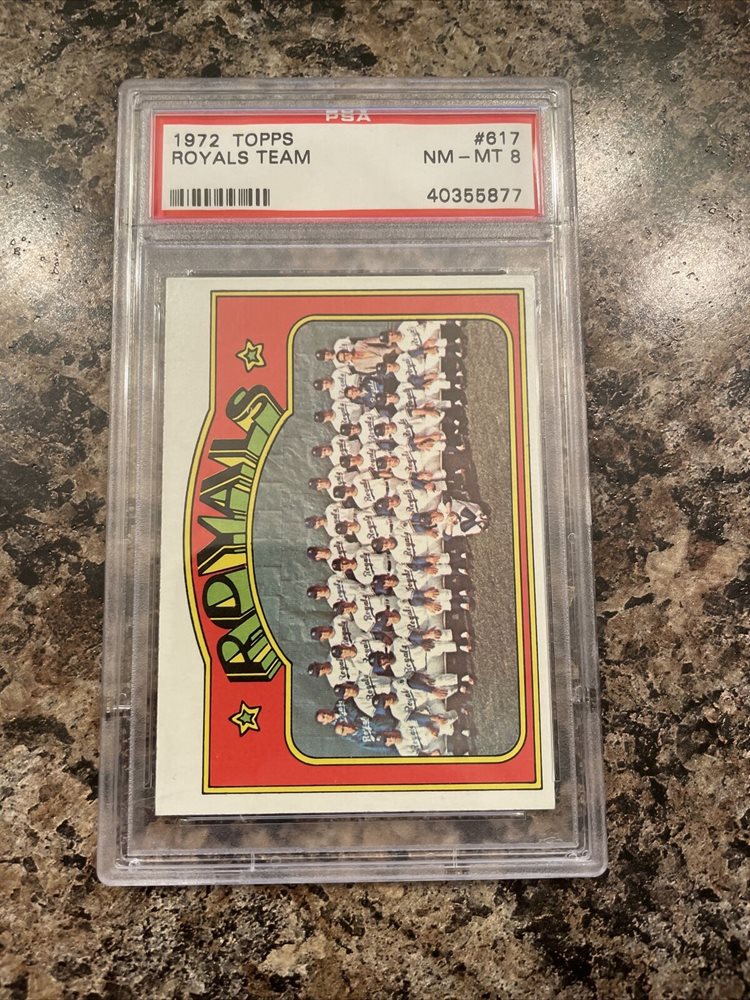 PSA
1972 TOPPS #617
ROYALS TEAM NM - MT 8
40355877
ROYALS